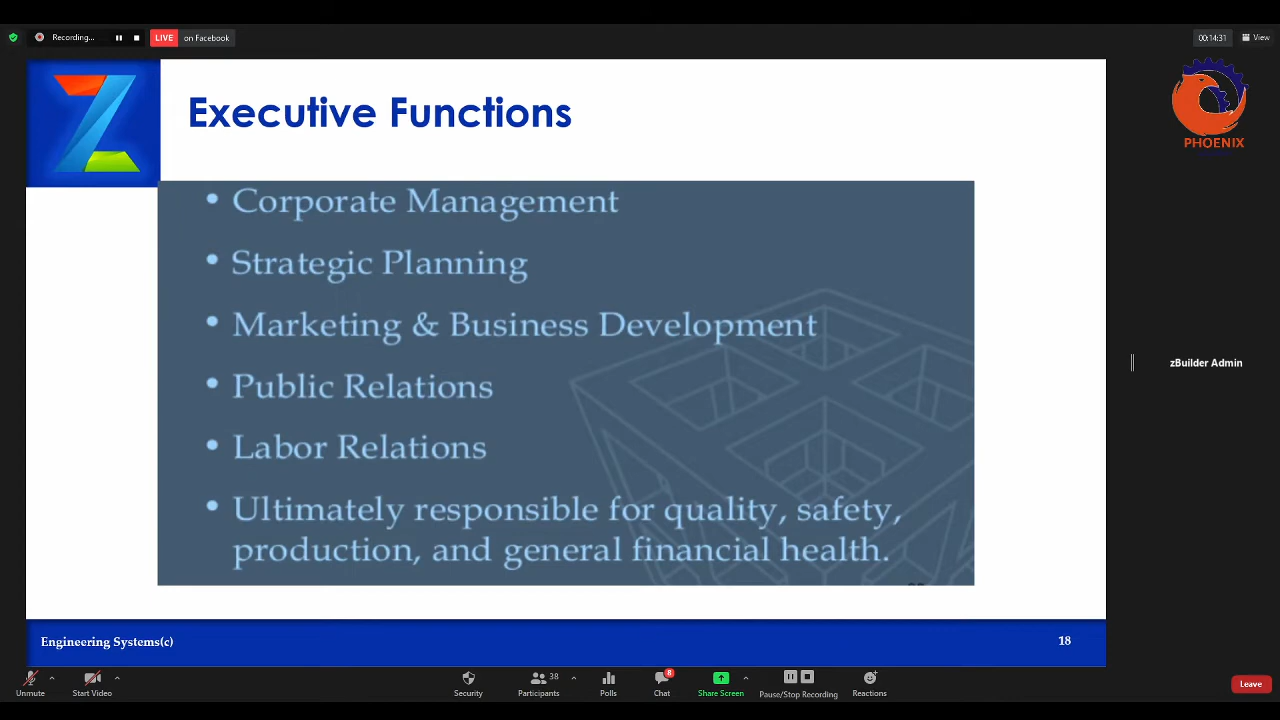 Recording...
LIVE
on Facebook
00:14:31
View
Executive Functions
PHOENIX
• Corporate Management
• Strategic Planning
• Marketing & Business Development
• Public Relations
• Labor Relations
• Ultimately responsible for quality, safety,
production, and general financial health.
zBuilder Admin
Engineering Systems(c)
18
Unmute
Start Video
Security
38
Participants
Polls
8
Chat
Share Screen
Pause/Stop Recording
Reactions
Leave